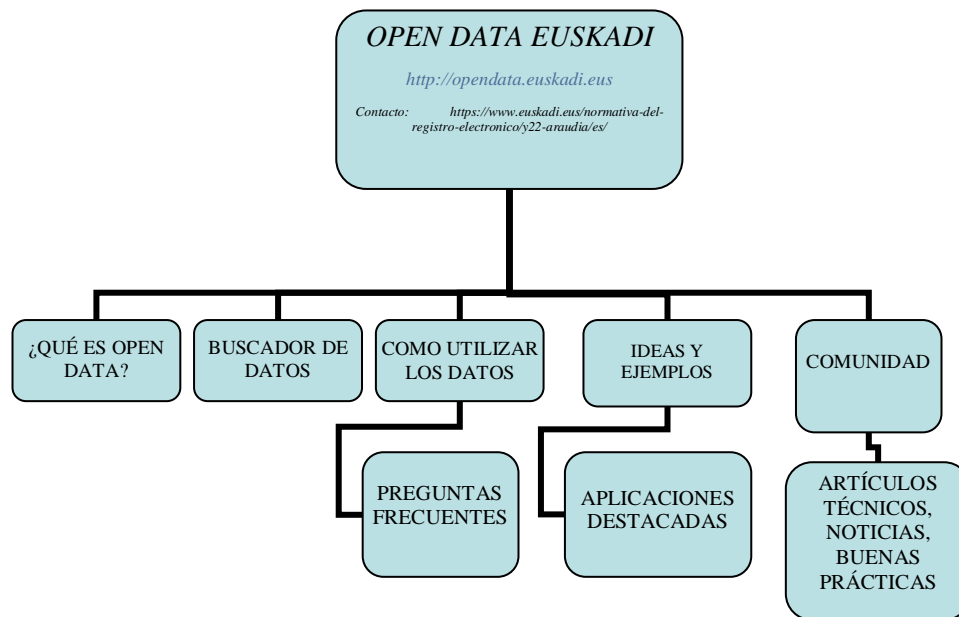 OPEN DATA EUSKADI
http://opendata.euskadi.eus
Contacto: https://www.euskadi.eus/normativa-del-
registro-electronico/y22-araudia/es/
¿QUÉ ES OPEN
DATA?
BUSCADOR DE
DATOS
COMO UTILIZAR
LOS DATOS
IDEAS Y
EJEMPLOS
COMUNIDAD
PREGUNTAS
FRECUENTES
APLICACIONES
DESTACADAS
ARTÍCULOS
TÉCNICOS,
NOTICIAS,
BUENAS
PRÁCTICAS